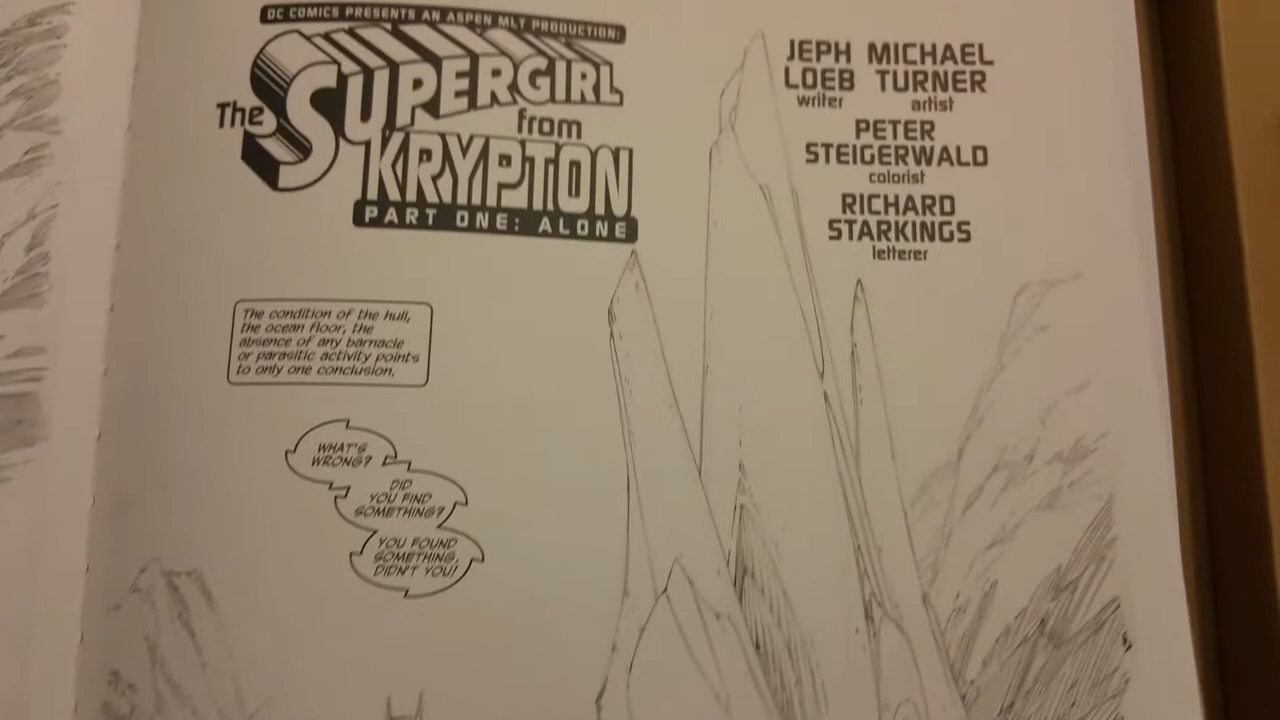 DC COMICS PRESENTS AN ASPEN MLT PRODUCTION:
The SUPERGIRL
from
KRYPTON
PART ONE: ALONE
JEPH LOEB
writer
MICHAEL TURNER
artist
PETER
STEIGERWALD
colorist
RICHARD
STARKINGS
letterer
The condition of the hull,
the ocean floor, the
absence of any barnacle
or parasitic activity points
to only one conclusion.
WHAT'S
WRONG?
DID
YOU FIND
SOMETHING?
YOU FOUND
SOMETHING,
DIDN'T YOU!